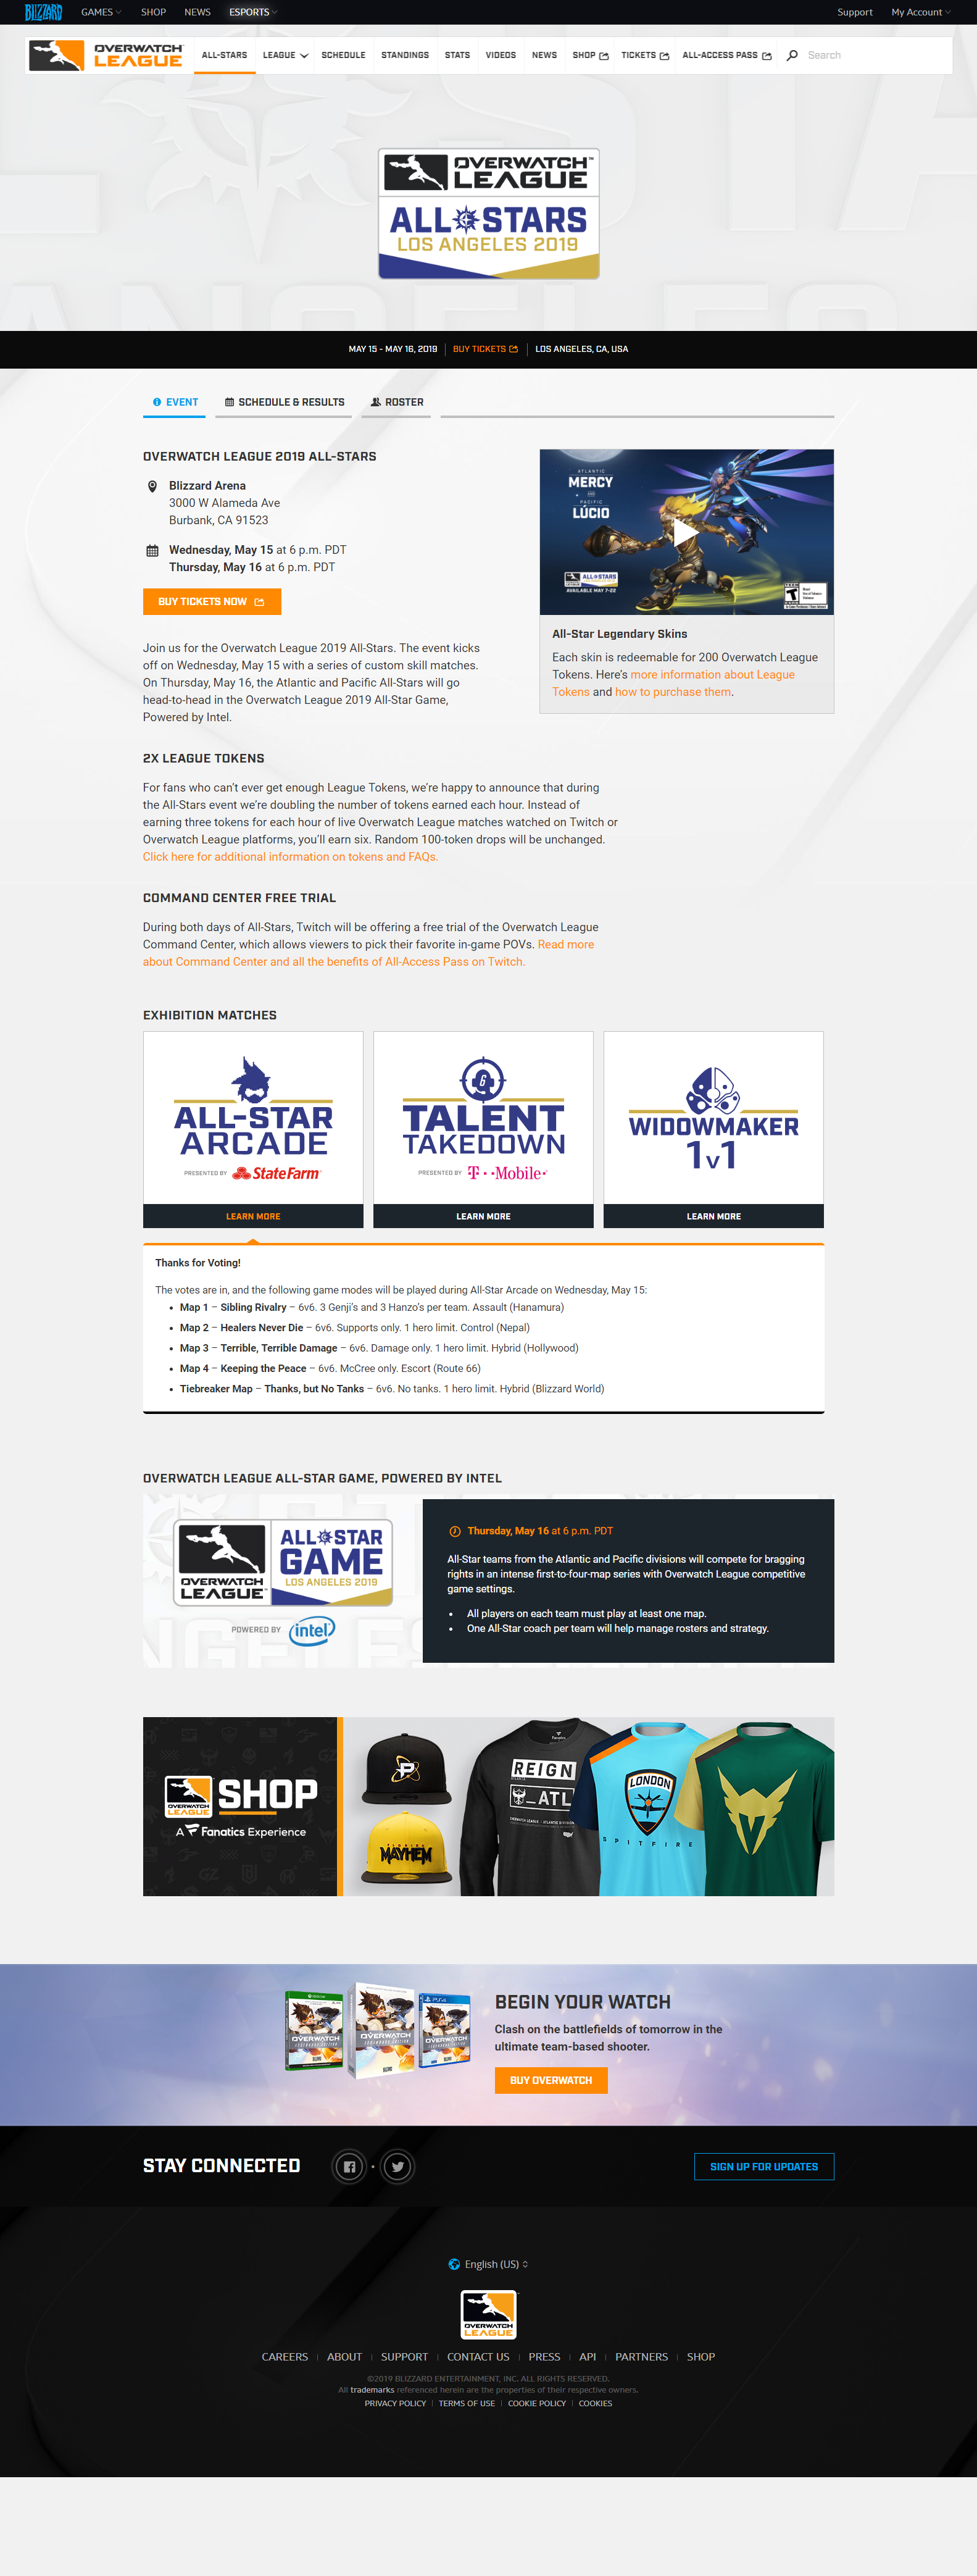 BLIZZARD GAMES SHOP NEWS ESPORTS Support My Account
OVERWATCH LEAGUE ALL-STARS LEAGUE SCHEDULE STANDINGS STATS VIDEOS NEWS SHOP TICKETS ALL-ACCESS PASS Search
OVERWATCH™
LEAGUE
ALL STARS
LOS ANGELES 2019
MAY 15 - MAY 16, 2019 BUY TICKETS LOS ANGELES, CA, USA
EVENT SCHEDULE & RESULTS ROSTER
OVERWATCH LEAGUE 2019 ALL-STARS
Blizzard Arena
3000 W Alameda Ave
Burbank, CA 91523
Wednesday, May 15 at 6 p.m. PDT
Thursday, May 16 at 6 p.m. PDT
BUY TICKETS NOW
Join us for the Overwatch League 2019 All-Stars. The event kicks
off on Wednesday, May 15 with a series of custom skill matches.
On Thursday, May 16, the Atlantic and Pacific All-Stars will go
head-to-head in the Overwatch League 2019 All-Star Game,
Powered by Intel.
ATLANTIC
MERCY
AND
PACIFIC
LÚCIO
ALL STARS
AVAILABLE MAY 7-22
All-Star Legendary Skins
Each skin is redeemable for 200 Overwatch League
Tokens. Here's more information about League
Tokens and how to purchase them.
2X LEAGUE TOKENS
For fans who can't ever get enough League Tokens, we're happy to announce that during
the All-Stars event we're doubling the number of tokens earned each hour. Instead of
earning three tokens for each hour of live Overwatch League matches watched on Twitch or
Overwatch League platforms, you'll earn six. Random 100-token drops will be unchanged.
Click here for additional information on tokens and FAQs.
COMMAND CENTER FREE TRIAL
During both days of All-Stars, Twitch will be offering a free trial of the Overwatch League
Command Center, which allows viewers to pick their favorite in-game POVs. Read more
about Command Center and all the benefits of All-Access Pass on Twitch.
EXHIBITION MATCHES
ALL-STAR
ARCADE
PRESENTED BY StateFarm
LEARN MORE
TALENT
TAKEDOWN
PRESENTED BY T··Mobile·
LEARN MORE
WIDOWMAKER
1v1
LEARN MORE
Thanks for Voting!
The votes are in, and the following game modes will be played during All-Star Arcade on Wednesday, May 15:
• Map 1 – Sibling Rivalry – 6v6. 3 Genji's and 3 Hanzo's per team. Assault (Hanamura)
• Map 2 – Healers Never Die – 6v6. Supports only. 1 hero limit. Control (Nepal)
• Map 3 – Terrible, Terrible Damage – 6v6. Damage only. 1 hero limit. Hybrid (Hollywood)
• Map 4 – Keeping the Peace – 6v6. McCree only. Escort (Route 66)
• Tiebreaker Map – Thanks, but No Tanks – 6v6. No tanks. 1 hero limit. Hybrid (Blizzard World)
OVERWATCH LEAGUE ALL-STAR GAME, POWERED BY INTEL
OVERWATCH
LEAGUE
ALL STAR
GAME
LOS ANGELES 2019
POWERED BY intel
Thursday, May 16 at 6 p.m. PDT
All-Star teams from the Atlantic and Pacific divisions will compete for bragging
rights in an intense first-to-four-map series with Overwatch League competitive
game settings.
• All players on each team must play at least one map.
• One All-Star coach per team will help manage rosters and strategy.
OVERWATCH LEAGUE SHOP
A Fanatics Experience
FLORIDA
MAYHEM
REIGN
ATL
LONDON
SPITFIRE
BEGIN YOUR WATCH
Clash on the battlefields of tomorrow in the
ultimate team-based shooter.
BUY OVERWATCH
OVERWATCH
OVERWATCH
OVERWATCH
STAY CONNECTED SIGN UP FOR UPDATES
English (US)
OVERWATCH
LEAGUE
CAREERS ABOUT SUPPORT CONTACT US PRESS API PARTNERS SHOP
©2019 BLIZZARD ENTERTAINMENT, INC. ALL RIGHTS RESERVED.
All trademarks referenced herein are the properties of their respective owners.
PRIVACY POLICY TERMS OF USE COOKIE POLICY COOKIES